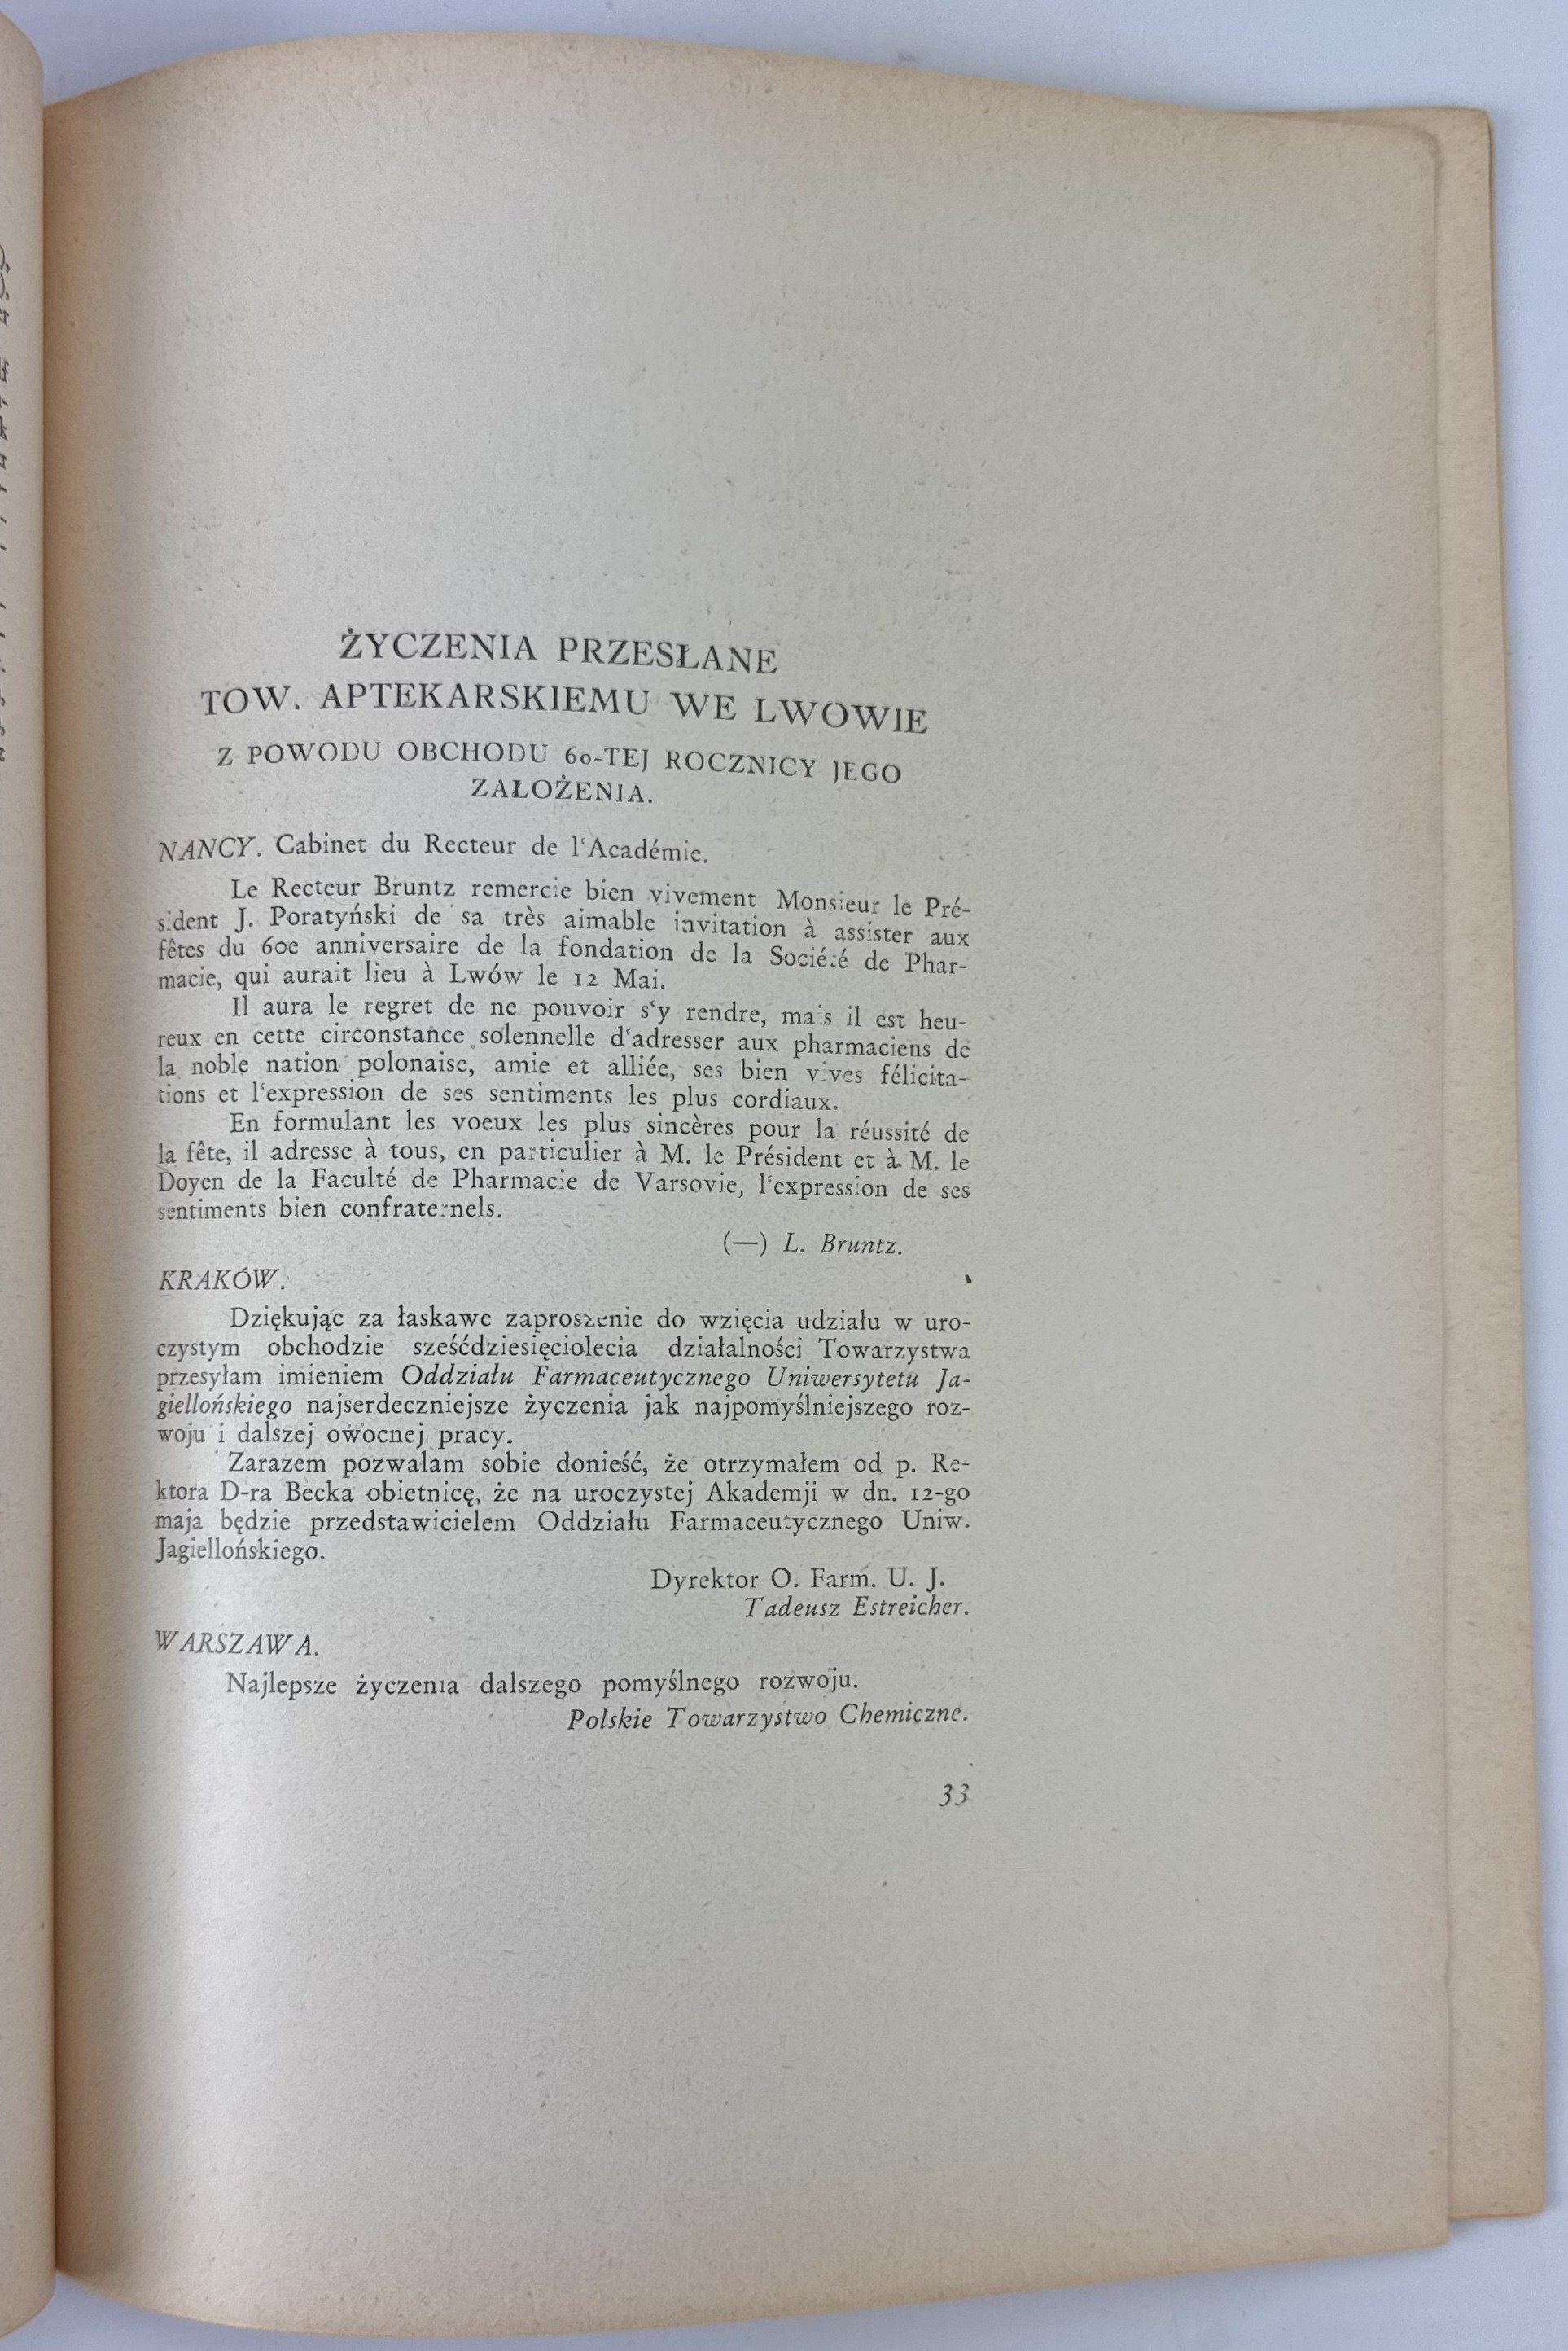 ŻYCZENIA PRZESŁANE
TOW. APTEKARSKIEMU WE LWOWIE
Z POWODU OBCHODU 60-TEJ ROCZNICY JEGO
ZAŁOŻENIA.
NANCY. Cabinet du Recteur de l‘Académie.
Le Recteur Bruntz remercie bien vivement Monsieur le Pré-
sident J. Poratyński de sa très aimable invitation à assister aux
fêtes du 60e anniversaire de la fondation de la Société de Phar-
macie, qui aurait lieu à Lwów le 12 Mai.
Il aura le regret de ne pouvoir s‘y rendre, mais il est heu-
reux en cette circonstance solennelle d‘adresser aux pharmaciens de
la noble nation polonaise, amie et alliée, ses bien vives félicita-
tions et l‘expression de ses sentiments les plus cordiaux.
En formulant les voeux les plus sincères pour la réussité de
la fête, il adresse à tous, en particulier à M. le Président et à M. le
Doyen de la Faculté de Pharmacie de Varsovie, l‘expression de ses
sentiments bien confraternels.
(—) L. Bruntz.
KRAKÓW.
Dziękując za łaskawe zaproszenie do wzięcia udziału w uro-
czystym obchodzie sześćdziesięciolecia działalności Towarzystwa
przesyłam imieniem Oddziału Farmaceutycznego Uniwersytetu Ja-
giellońskiego najserdeczniejsze życzenia jak najpomyślniejszego roz-
woju i dalszej owocnej pracy.
Zarazem pozwalam sobie donieść, że otrzymałem od p. Re-
ktora D-ra Becka obietnicę, że na uroczystej Akademji w dn. 12-go
maja będzie przedstawicielem Oddziału Farmaceutycznego Uniw.
Jagiellońskiego.
Dyrektor O. Farm. U. J.
Tadeusz Estreicher.
WARSZAWA.
Najlepsze życzenia dalszego pomyślnego rozwoju.
Polskie Towarzystwo Chemiczne.
33